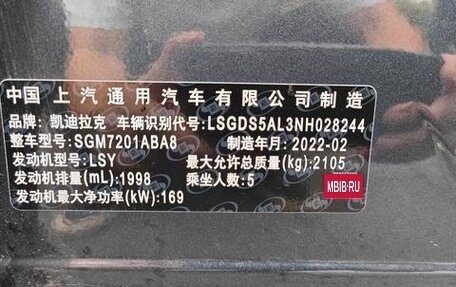 中国 上汽通用汽车有限公司制造
品牌: 凯迪拉克 车辆识别代号:LSGDS5AL3NH028244
整车型号:SGM7201ABA8 制造年月:2022-02
发动机型号:LSY 最大允许总质量(kg):2105
发动机排量(mL):1998 乘坐人数:5
发动机最大净功率(kW):169
MBIB.RU